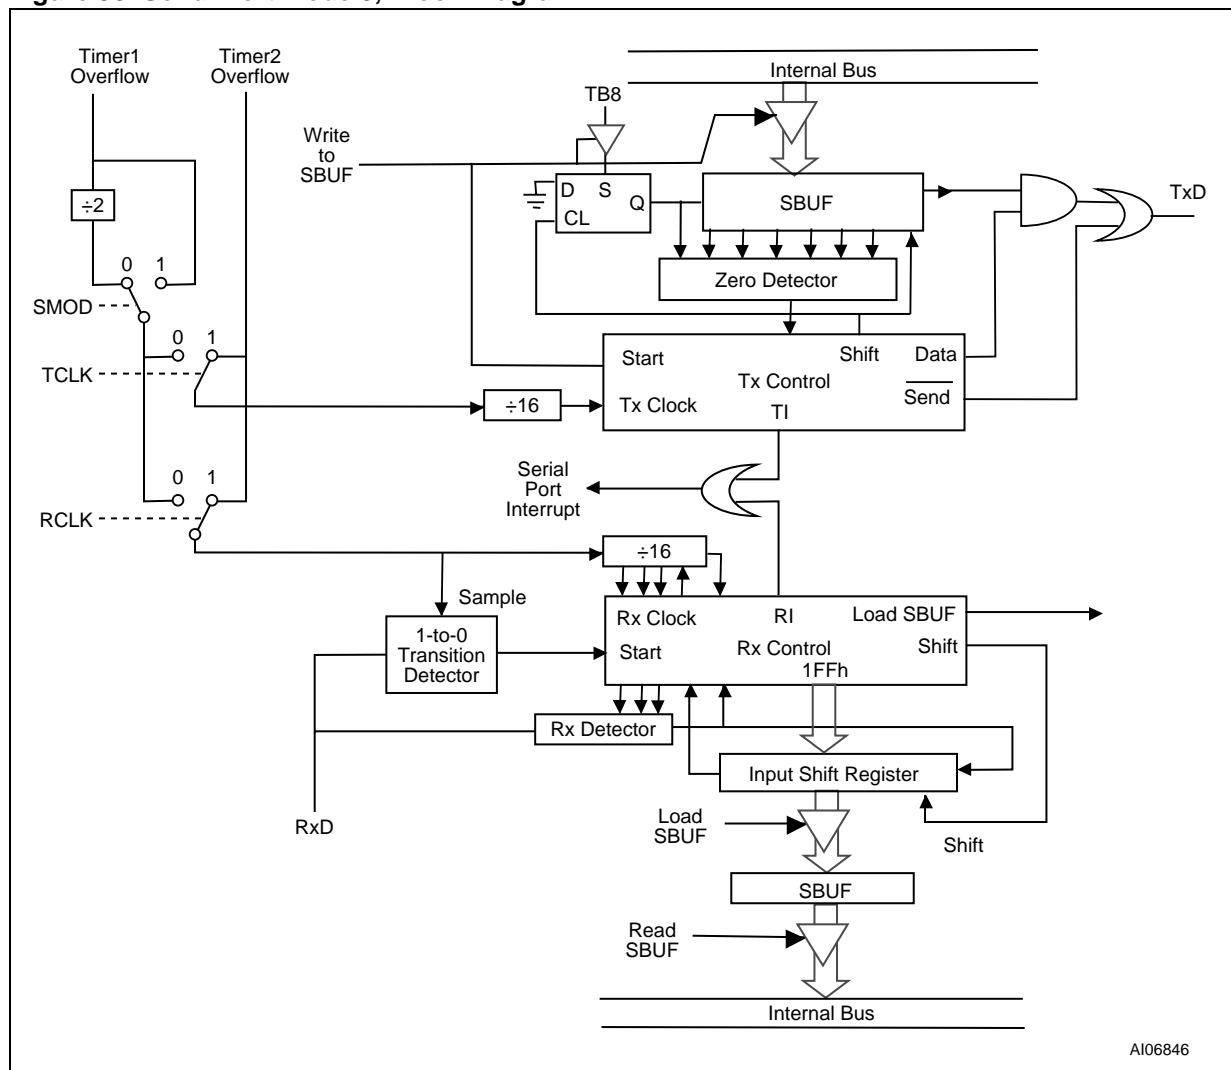 Timer1
Overflow
Timer2
Overflow
Internal Bus
TB8
Write
to
SBUF
D
S
Q
CL
SBUF
TxD
÷2
Zero Detector
0
1
SMOD
0
1
TCLK
Start
Shift
Data
Tx Control
Send
÷16
Tx Clock
TI
Serial
Port
Interrupt
0
1
RCLK
÷16
Sample
Rx Clock
RI
Load SBUF
1-to-0
Transition
Detector
Start
Rx Control
Shift
1FFh
Rx Detector
Input Shift Register
RxD
Load
SBUF
Shift
SBUF
Read
SBUF
Internal Bus
AI06846